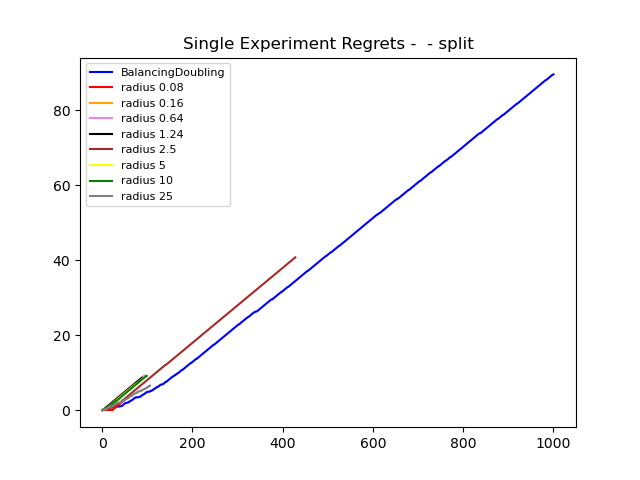 Single Experiment Regrets -  - split
BalancingDoubling
radius 0.08
radius 0.16
radius 0.64
radius 1.24
radius 2.5
radius 5
radius 10
radius 25
80
60
40
20
0
0 200 400 600 800 1000